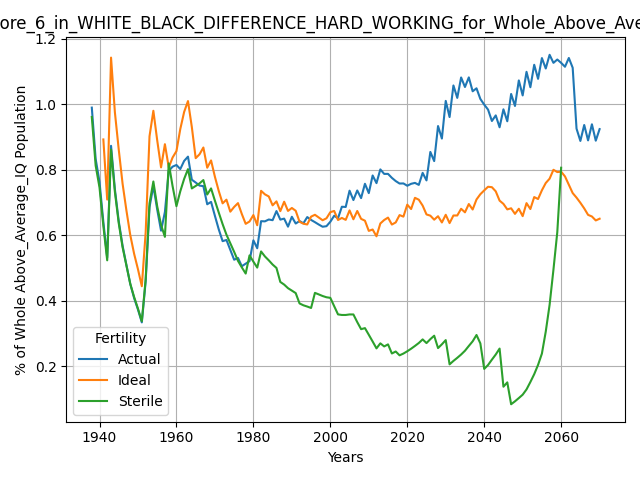 ore_6_in_WHITE_BLACK_DIFFERENCE_HARD_WORKING_for_Whole_Above_Ave
% of Whole Above_Average_IQ Population
1.2
1.0
0.8
0.6
0.4
0.2
Fertility
Actual
Ideal
Sterile
1940 1960 1980 2000 2020 2040 2060
Years